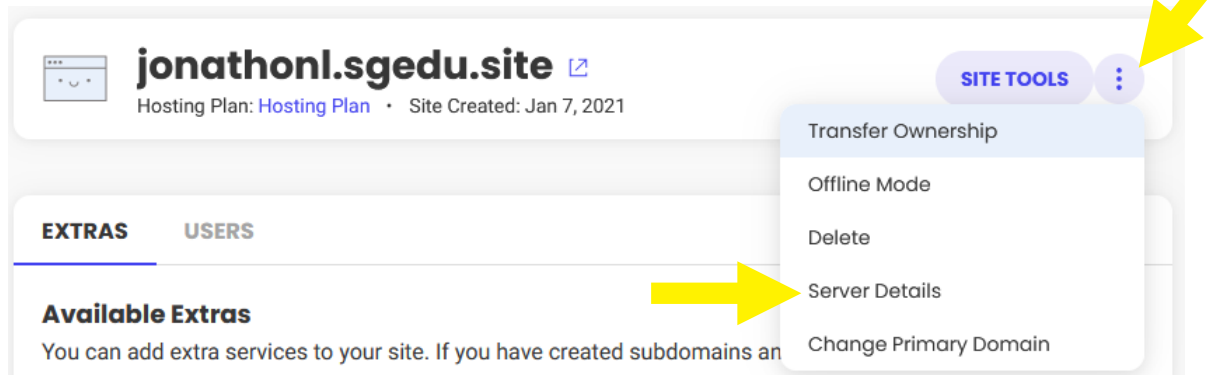 jonathonl.sgedu.site
Hosting Plan: Hosting Plan · Site Created: Jan 7, 2021
SITE TOOLS
Transfer Ownership
Offline Mode
Delete
Server Details
Change Primary Domain
EXTRAS USERS
Available Extras
You can add extra services to your site. If you have created subdomains an